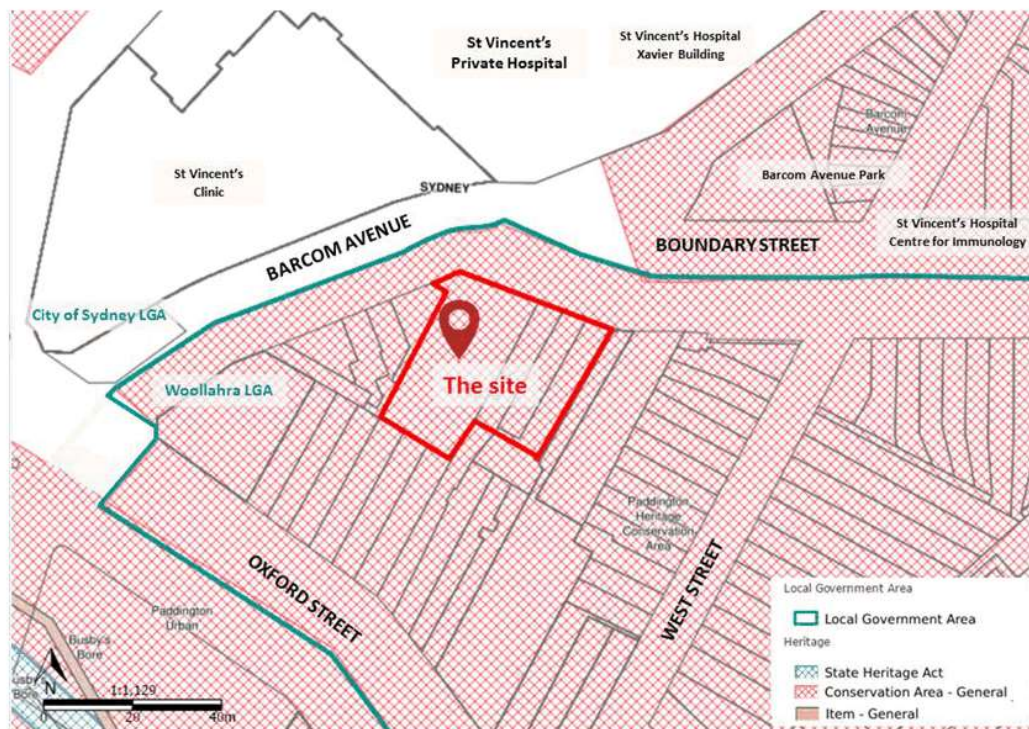 St Vincent's
Private Hospital
St Vincent's Hospital
Xavier Building
St Vincent's
Clinic
SYDNEY
BARCOM AVENUE
Barcom
Avenue
Barcom Avenue Park
St Vincent's Hospital
Centre for Immunology
BOUNDARY STREET
City of Sydney LGA
Woollahra LGA
The site
Paddington
Heritage
Conservation
Area
OXFORD STREET
WEST STREET
Paddington
Urban
Busby's
Bore
Bore
N
1:1,129
0 20 40m
Local Government Area
Local Government Area
Heritage
State Heritage Act
Conservation Area - General
Item - General